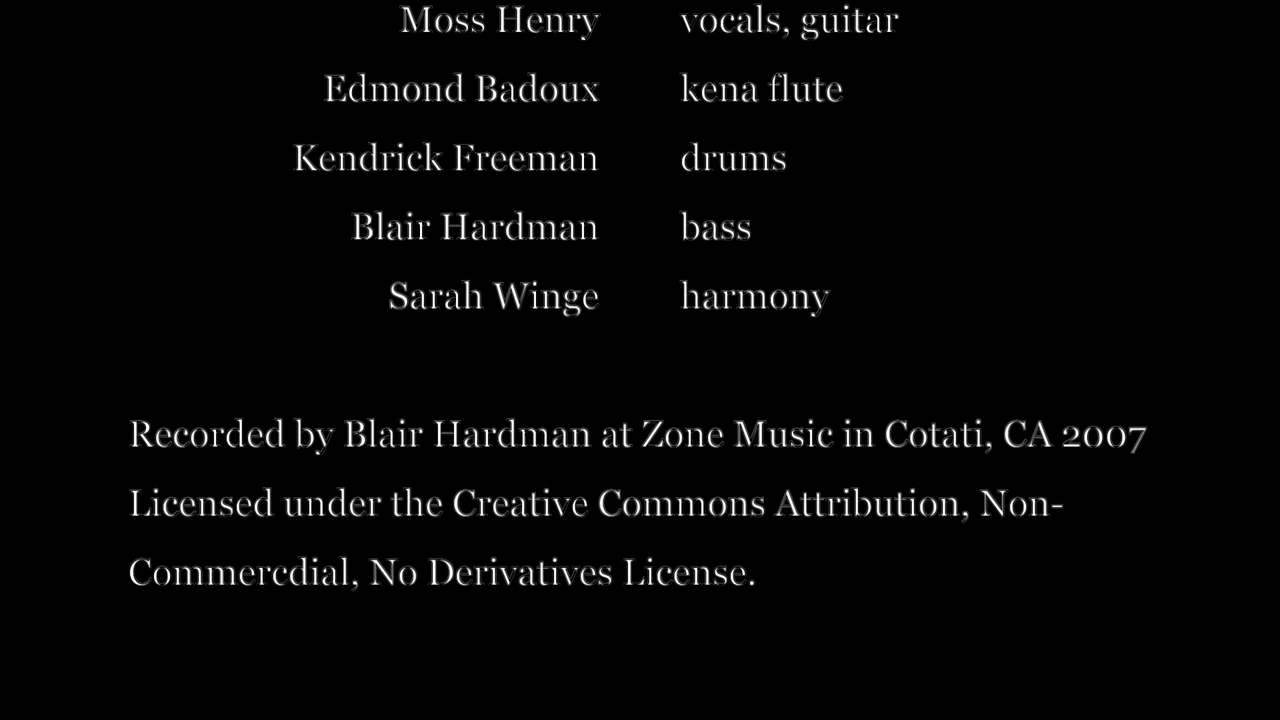 Moss Henry vocals, guitar
Edmond Badoux kena flute
Kendrick Freeman drums
Blair Hardman bass
Sarah Winge harmony
Recorded by Blair Hardman at Zone Music in Cotati, CA 2007
Licensed under the Creative Commons Attribution, Non-
Commercdial, No Derivatives License.